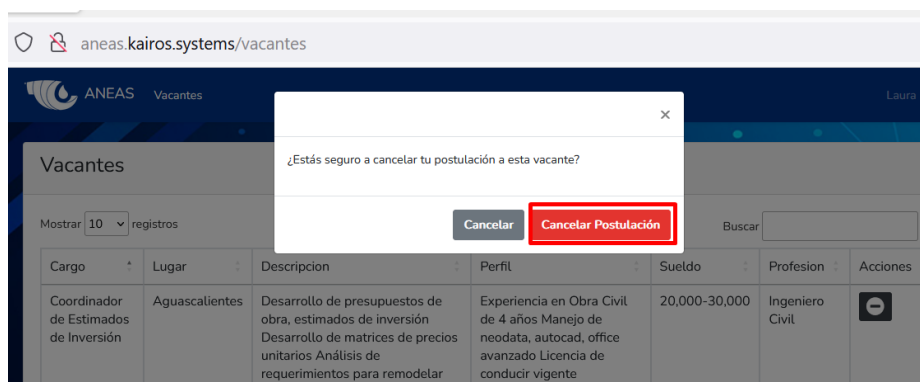 aneas.kairos.systems/vacantes
ANEAS Vacantes Laura
×
¿Estás seguro a cancelar tu postulación a esta vacante?
Cancelar Cancelar Postulación
Vacantes
Mostrar 10 registros Buscar
Cargo Lugar Descripcion Perfil Sueldo Profesion Acciones
Coordinador Aguascalientes Desarrollo de presupuestos de Experiencia en Obra Civil 20,000-30,000 Ingeniero
de Estimados obra, estimados de inversión de 4 años Manejo de Civil
de Inversión Desarrollo de matrices de precios neodata, autocad, office
unitarios Análisis de avanzado Licencia de
requerimientos para remodelar conducir vigente